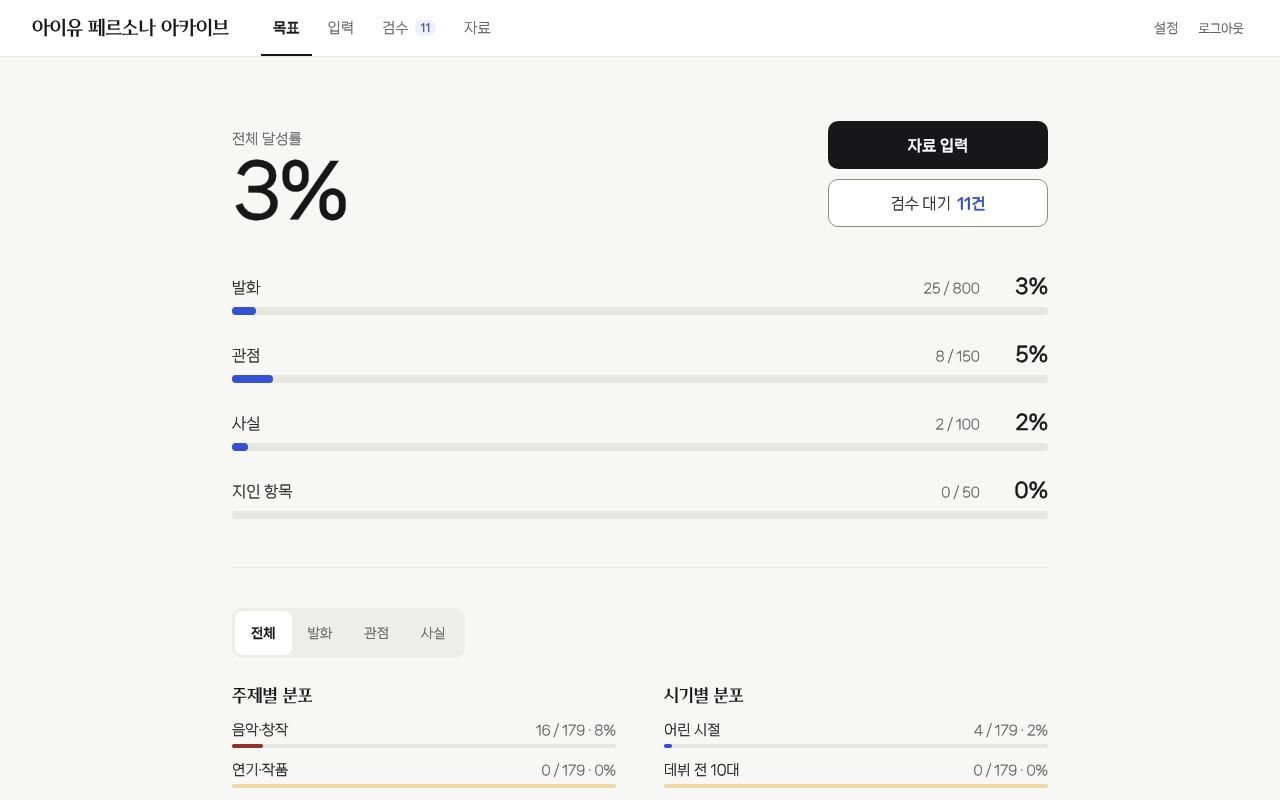 아이유 페르소나 아카이브 목표 입력 검수 11 자료 설정 로그아웃
전체 달성률
3%
자료 입력
검수 대기 11건
발화 25 / 800 3%
관점 8 / 150 5%
사실 2 / 100 2%
지인 항목 0 / 50 0%
전체 발화 관점 사실
주제별 분포
음악·창작 16 / 179 · 8%
연기·작품 0 / 179 · 0%
시기별 분포
어린 시절 4 / 179 · 2%
데뷔 전 10대 0 / 179 · 0%